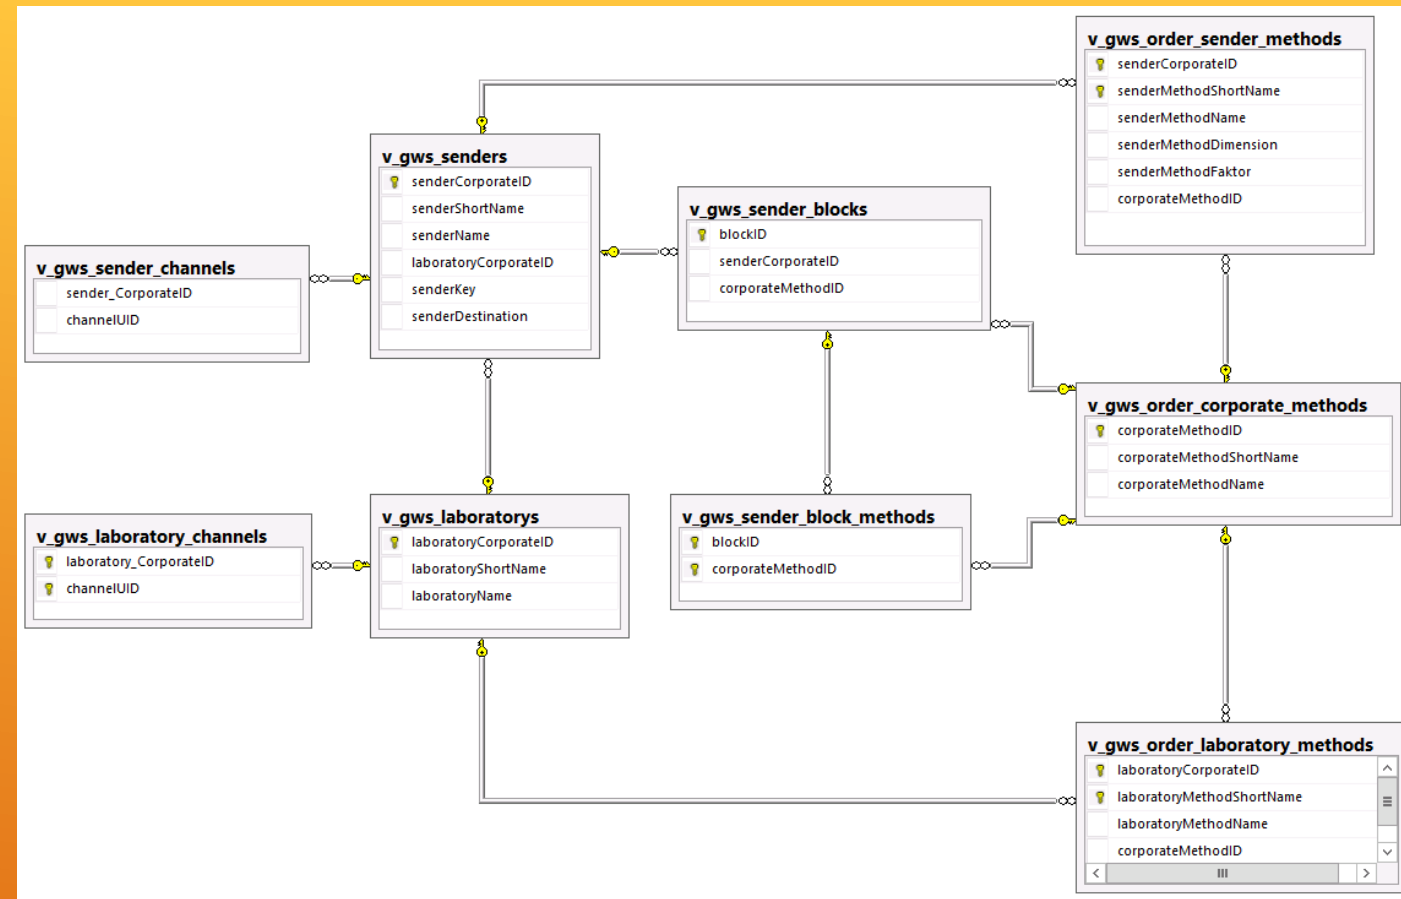 v_gws_order_sender_methods
senderCorporateID
senderMethodShortName
senderMethodName
senderMethodDimension
senderMethodFaktor
corporateMethodID
v_gws_senders
senderCorporateID
senderShortName
senderName
laboratoryCorporateID
senderKey
senderDestination
v_gws_sender_blocks
blockID
senderCorporateID
corporateMethodID
v_gws_sender_channels
sender_CorporateID
channelUID
v_gws_order_corporate_methods
corporateMethodID
corporateMethodShortName
corporateMethodName
v_gws_laboratory_channels
laboratory_CorporateID
channelUID
v_gws_laboratorys
laboratoryCorporateID
laboratoryShortName
laboratoryName
v_gws_sender_block_methods
blockID
corporateMethodID
v_gws_order_laboratory_methods
laboratoryCorporateID
laboratoryMethodShortName
laboratoryMethodName
corporateMethodID